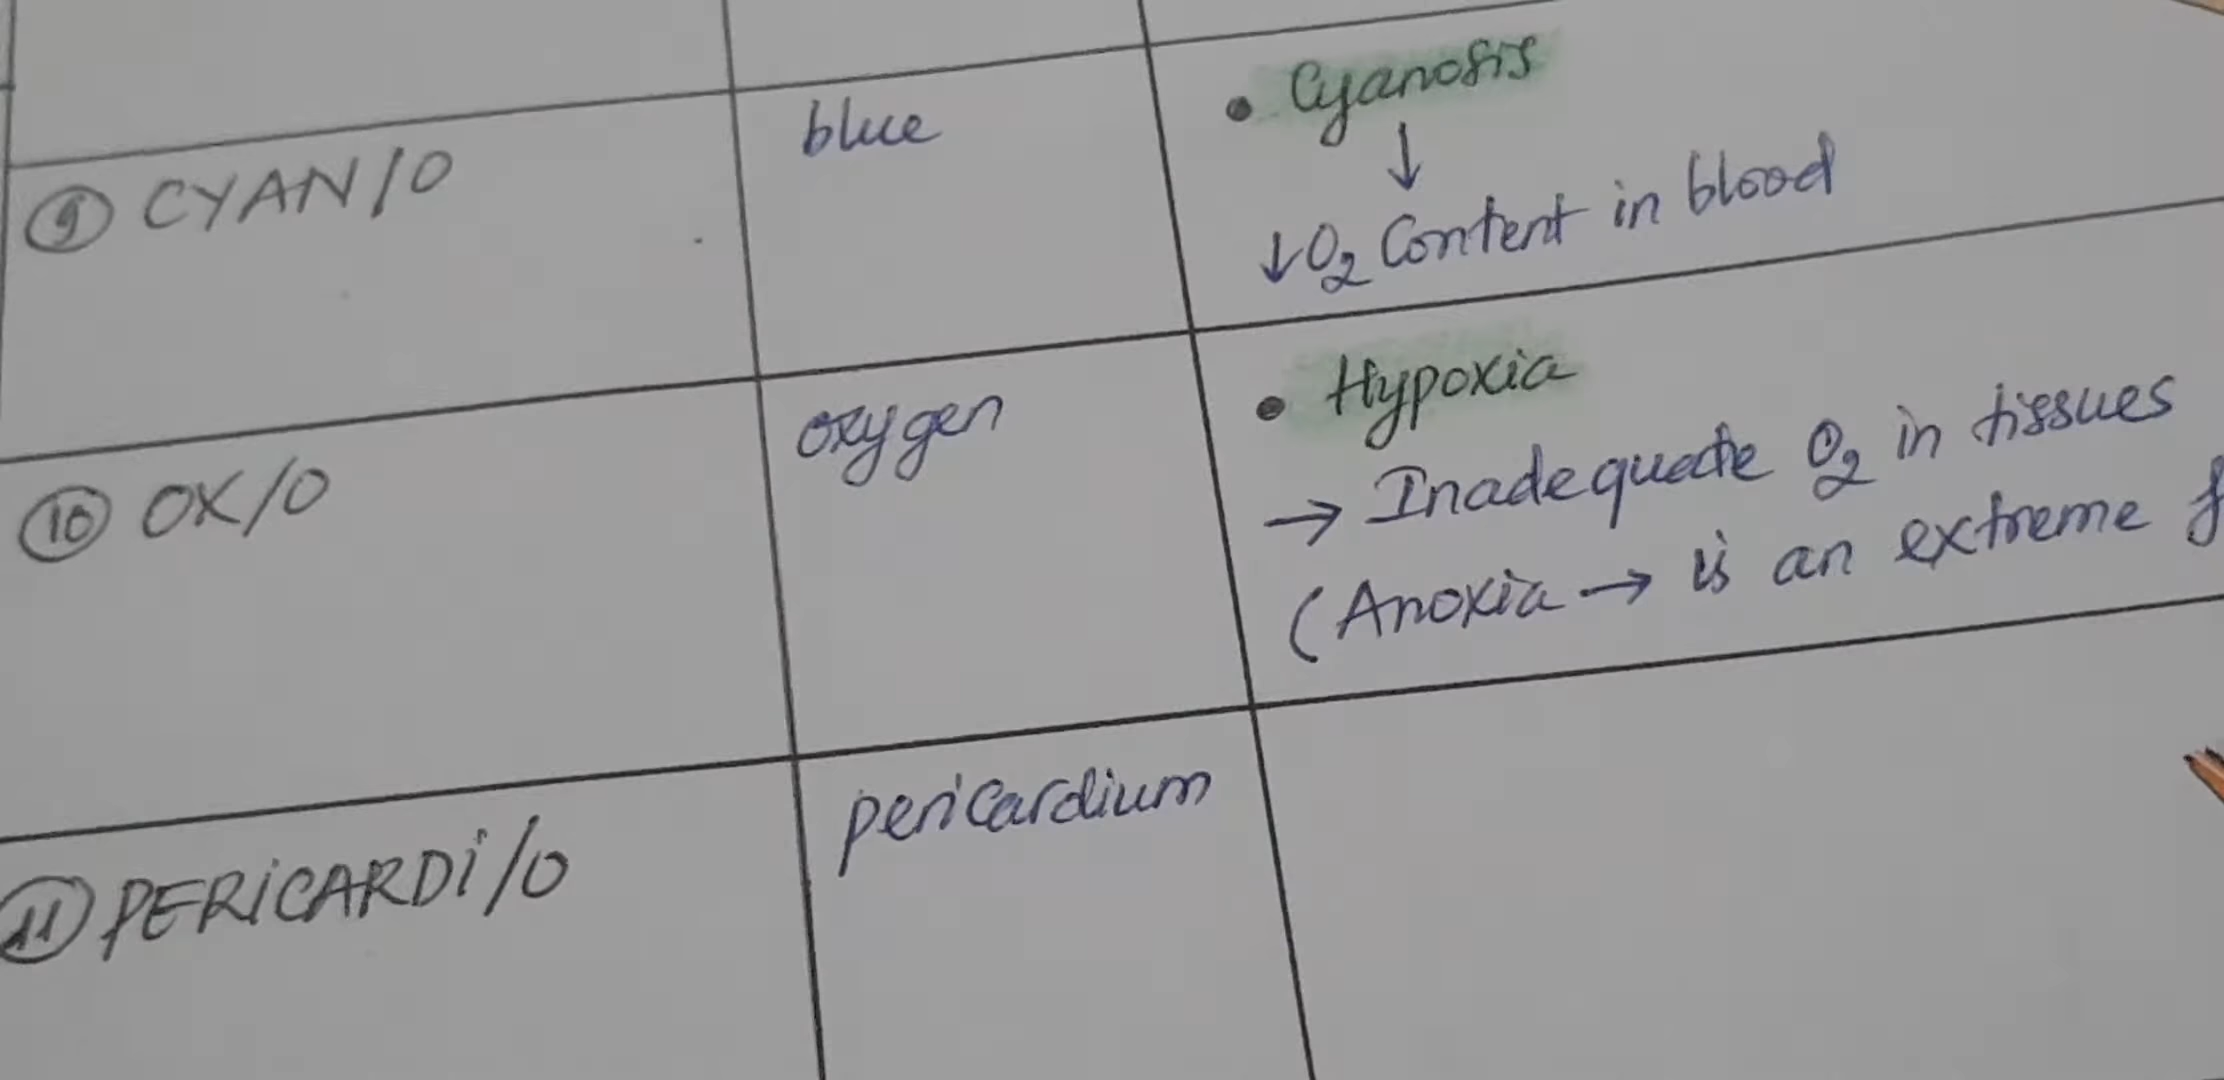 ⑨ CYAN/O
blue
• Cyanosis
↓
↓O₂ Content in blood
⑩ OX/O
oxygen
• Hypoxia
→ Inadequate O₂ in tissues
(Anoxia → is an extreme f
⑪ PERiCARDi/O
pericardium